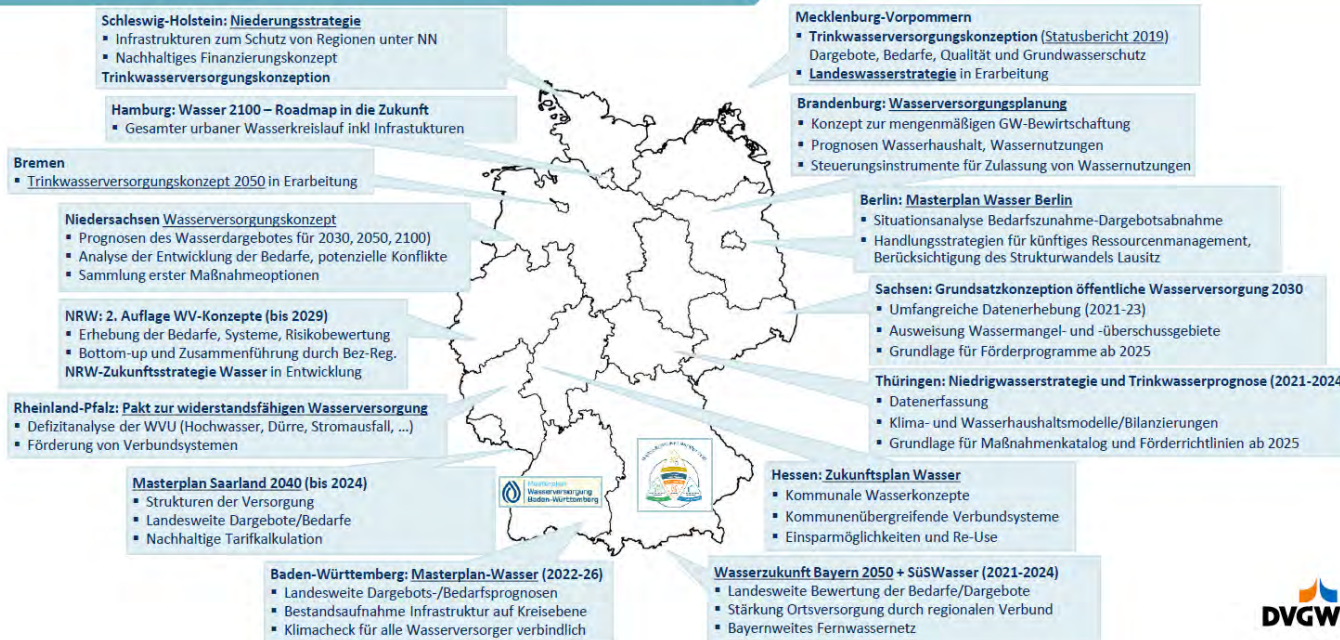 Schleswig-Holstein: Niederungsstrategie
▪ Infrastrukturen zum Schutz von Regionen unter NN
▪ Nachhaltiges Finanzierungskonzept
Trinkwasserversorgungskonzeption
Hamburg: Wasser 2100 – Roadmap in die Zukunft
▪ Gesamter urbaner Wasserkreislauf inkl Infrastukturen
Bremen
▪ Trinkwasserversorgungskonzept 2050 in Erarbeitung
Niedersachsen Wasserversorgungskonzept
▪ Prognosen des Wasserdargebotes für 2030, 2050, 2100)
▪ Analyse der Entwicklung der Bedarfe, potenzielle Konflikte
▪ Sammlung erster Maßnahmeoptionen
NRW: 2. Auflage WV-Konzepte (bis 2029)
▪ Erhebung der Bedarfe, Systeme, Risikobewertung
▪ Bottom-up und Zusammenführung durch Bez-Reg.
NRW-Zukunftsstrategie Wasser in Entwicklung
Rheinland-Pfalz: Pakt zur widerstandsfähigen Wasserversorgung
▪ Defizitanalyse der WVU (Hochwasser, Dürre, Stromausfall, ...)
▪ Förderung von Verbundsystemen
Masterplan Saarland 2040 (bis 2024)
▪ Strukturen der Versorgung
▪ Landesweite Dargebote/Bedarfe
▪ Nachhaltige Tarifkalkulation
Baden-Württemberg: Masterplan-Wasser (2022-26)
▪ Landesweite Dargebots-/Bedarfsprognosen
▪ Bestandsaufnahme Infrastruktur auf Kreisebene
▪ Klimacheck für alle Wasserversorger verbindlich
Masterplan
Wasserversorgung
Baden-Württemberg
Mecklenburg-Vorpommern
▪ Trinkwasserversorgungskonzeption (Statusbericht 2019)
Dargebote, Bedarfe, Qualität und Grundwasserschutz
▪ Landeswasserstrategie in Erarbeitung
Brandenburg: Wasserversorgungsplanung
▪ Konzept zur mengenmäßigen GW-Bewirtschaftung
▪ Prognosen Wasserhaushalt, Wassernutzungen
▪ Steuerungsinstrumente für Zulassung von Wassernutzungen
Berlin: Masterplan Wasser Berlin
▪ Situationsanalyse Bedarfszunahme-Dargebotsabnahme
▪ Handlungsstrategien für künftiges Ressourcenmanagement,
Berücksichtigung des Strukturwandels Lausitz
Sachsen: Grundsatzkonzeption öffentliche Wasserversorgung 2030
▪ Umfangreiche Datenerhebung (2021-23)
▪ Ausweisung Wassermangel- und -überschussgebiete
▪ Grundlage für Förderprogramme ab 2025
Thüringen: Niedrigwasserstrategie und Trinkwasserprognose (2021-2024
▪ Datenerfassung
▪ Klima- und Wasserhaushaltsmodelle/Bilanzierungen
▪ Grundlage für Maßnahmenkatalog und Förderrichtlinien ab 2025
Hessen: Zukunftsplan Wasser
▪ Kommunale Wasserkonzepte
▪ Kommunenübergreifende Verbundsysteme
▪ Einsparmöglichkeiten und Re-Use
Wasserzukunft Bayern 2050 + SüSWasser (2021-2024)
▪ Landesweite Bewertung der Bedarfe/Dargebote
▪ Stärkung Ortsversorgung durch regionalen Verbund
▪ Bayernweites Fernwassernetz
DVGW